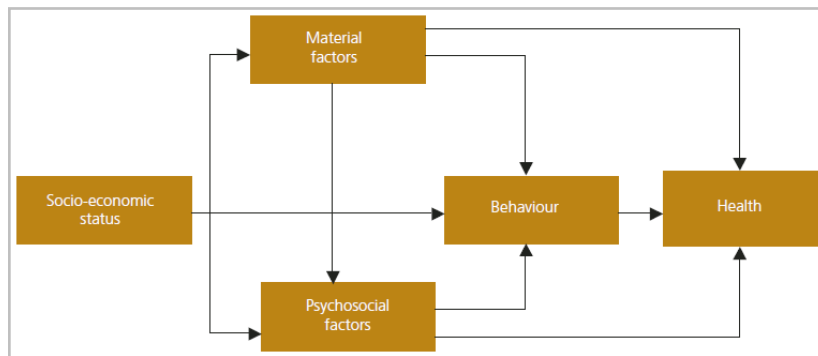 Material
factors
Socio-economic
status
Behaviour
Health
Psychosocial
factors